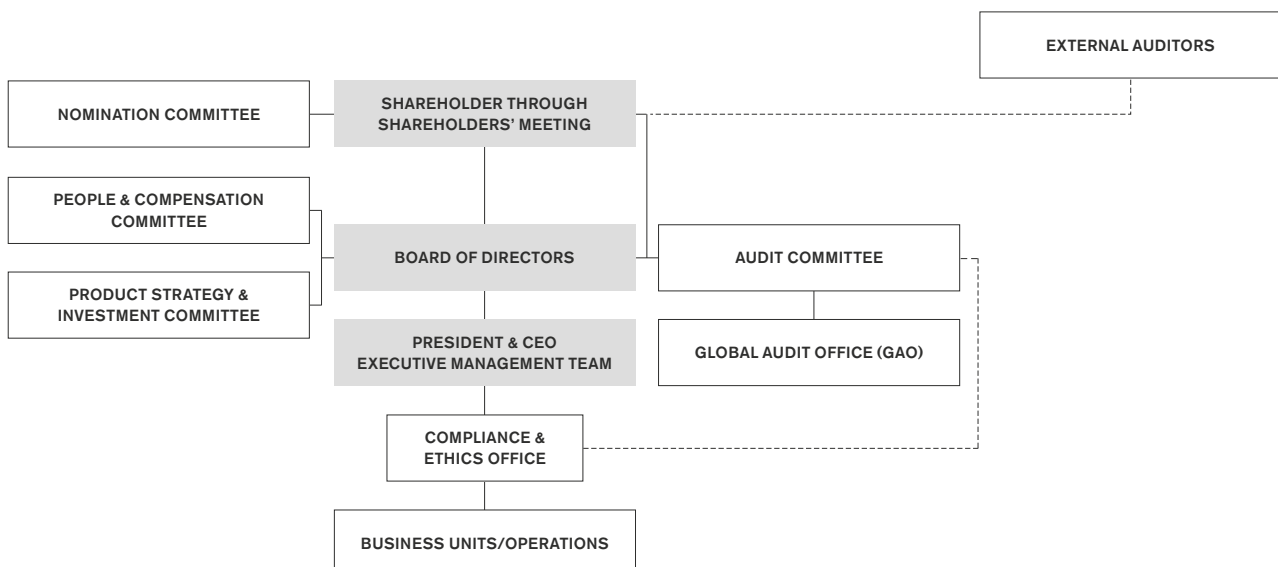 EXTERNAL AUDITORS
NOMINATION COMMITTEE
SHAREHOLDER THROUGH
SHAREHOLDERS’ MEETING
PEOPLE & COMPENSATION
COMMITTEE
BOARD OF DIRECTORS
AUDIT COMMITTEE
PRODUCT STRATEGY &
INVESTMENT COMMITTEE
PRESIDENT & CEO
EXECUTIVE MANAGEMENT TEAM
GLOBAL AUDIT OFFICE (GAO)
COMPLIANCE &
ETHICS OFFICE
BUSINESS UNITS/OPERATIONS